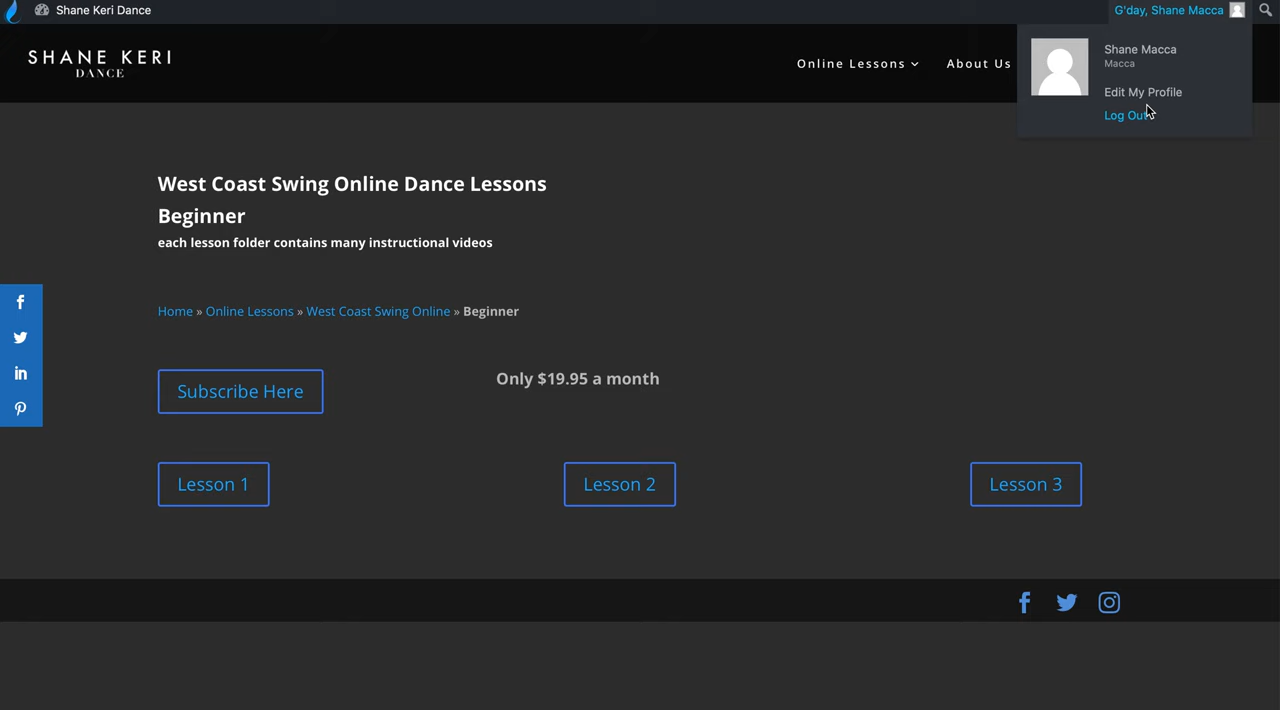 Shane Keri Dance
G'day, Shane Macca
SHANE KERI
DANCE
Online Lessons
About Us
Shane Macca
Macca
Edit My Profile
Log Out
West Coast Swing Online Dance Lessons
Beginner
each lesson folder contains many instructional videos
Home » Online Lessons » West Coast Swing Online » Beginner
Subscribe Here
Only $19.95 a month
Lesson 1
Lesson 2
Lesson 3